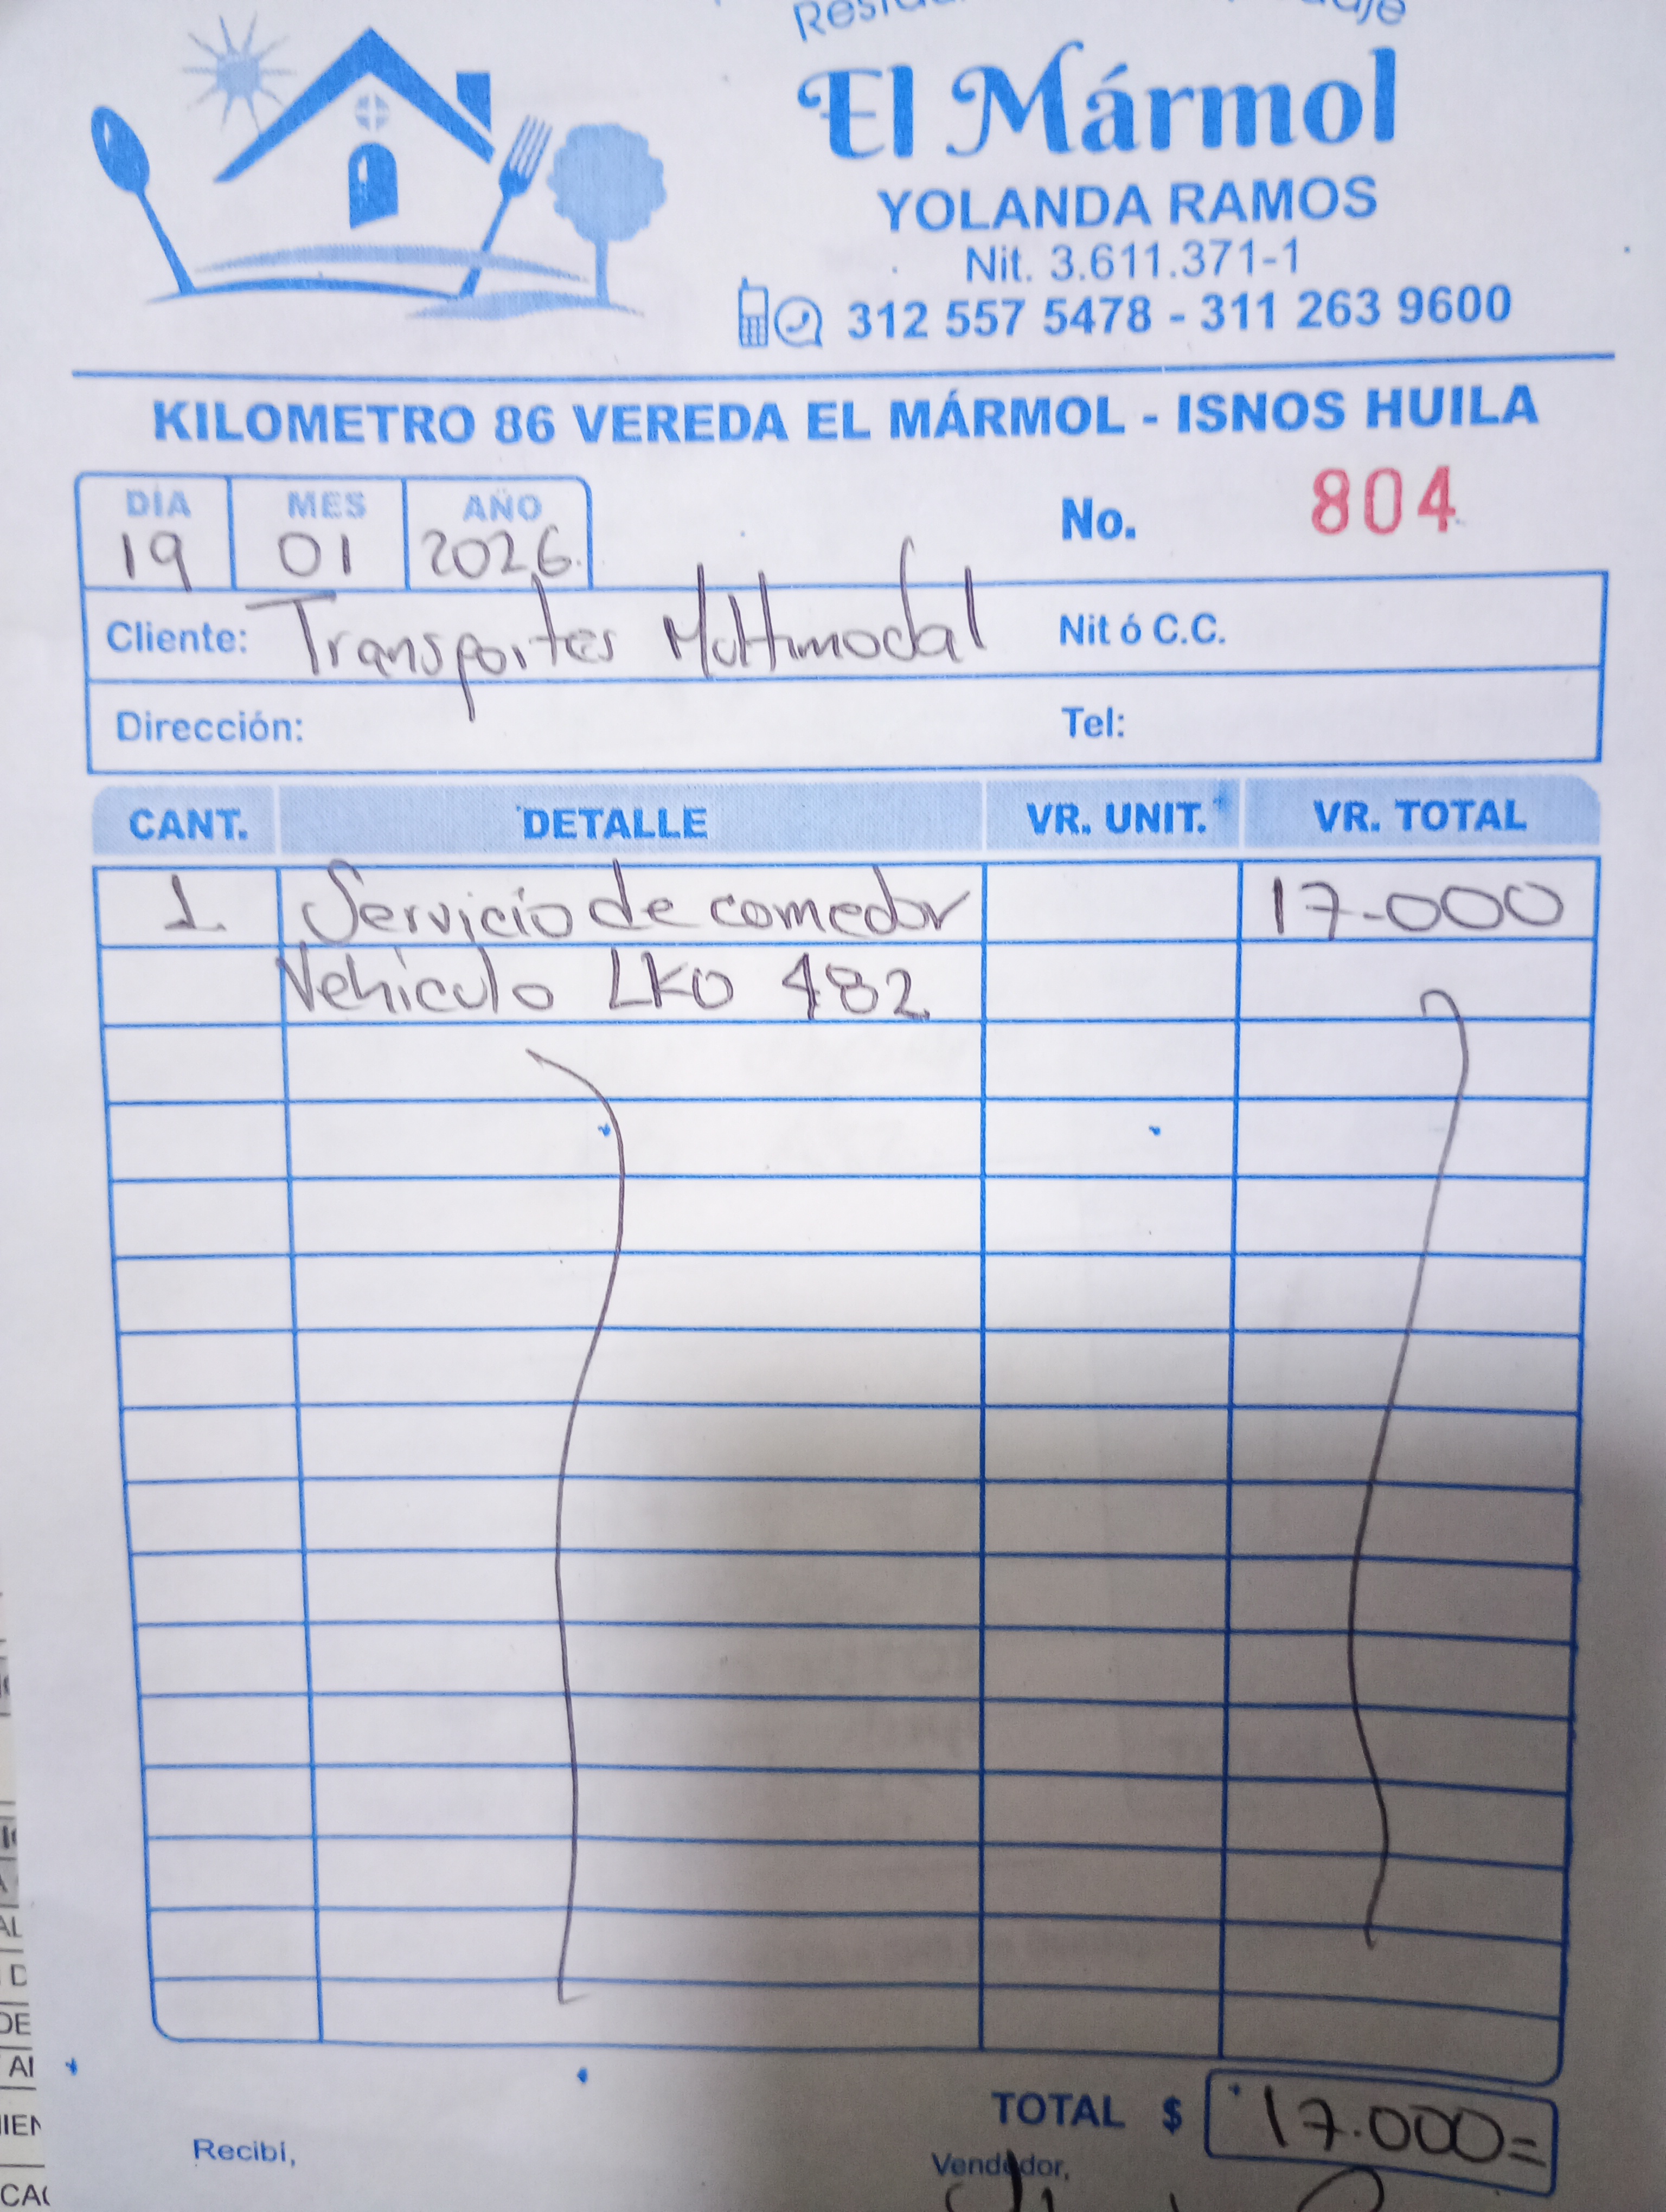 El Mármol
YOLANDA RAMOS
Nit. 3.611.371-1
312 557 5478 - 311 263 9600
KILOMETRO 86 VEREDA EL MÁRMOL - ISNOS HUILA
DÍA MES AÑO
19 01 2026
No. 804
Cliente: Transportes Multimodal Nit ó C.C.
Dirección: Tel:
CANT. DETALLE VR. UNIT. VR. TOTAL
1 Servicio de comedor 17-000
Vehiculo LKO 482
TOTAL $ 17.000=
Recibí, Vendedor,